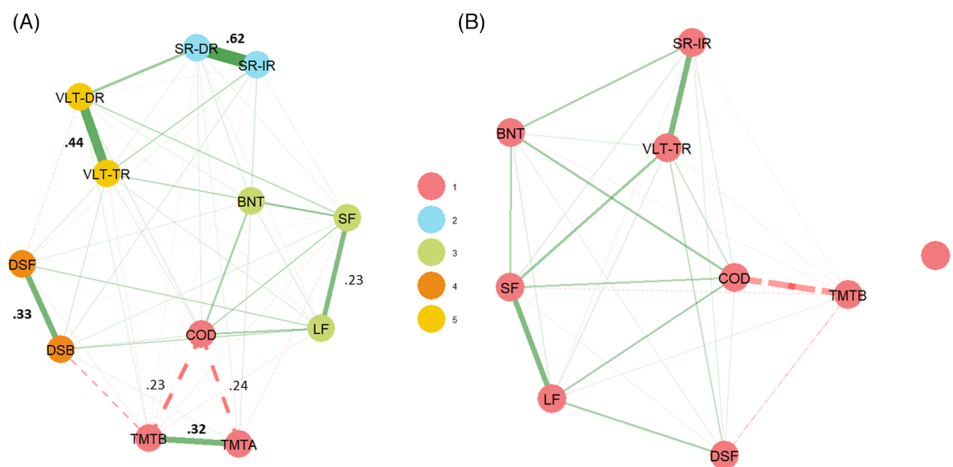 (A)
SR-DR
.62
SR-IR
VLT-DR
.44
VLT-TR
BNT
SF
DSF
.23
.33
LF
COD
DSB
.23
.24
.32
TMTB
TMTA
1
2
3
4
5
(B)
SR-IR
BNT
VLT-TR
COD
SF
TMTB
LF
DSF